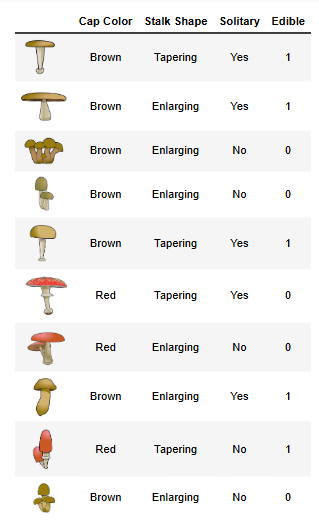 Cap Color Stalk Shape Solitary Edible
Brown Tapering Yes 1
Brown Enlarging Yes 1
Brown Enlarging No 0
Brown Enlarging No 0
Brown Tapering Yes 1
Red Tapering Yes 0
Red Enlarging No 0
Brown Enlarging Yes 1
Red Tapering No 1
Brown Enlarging No 0